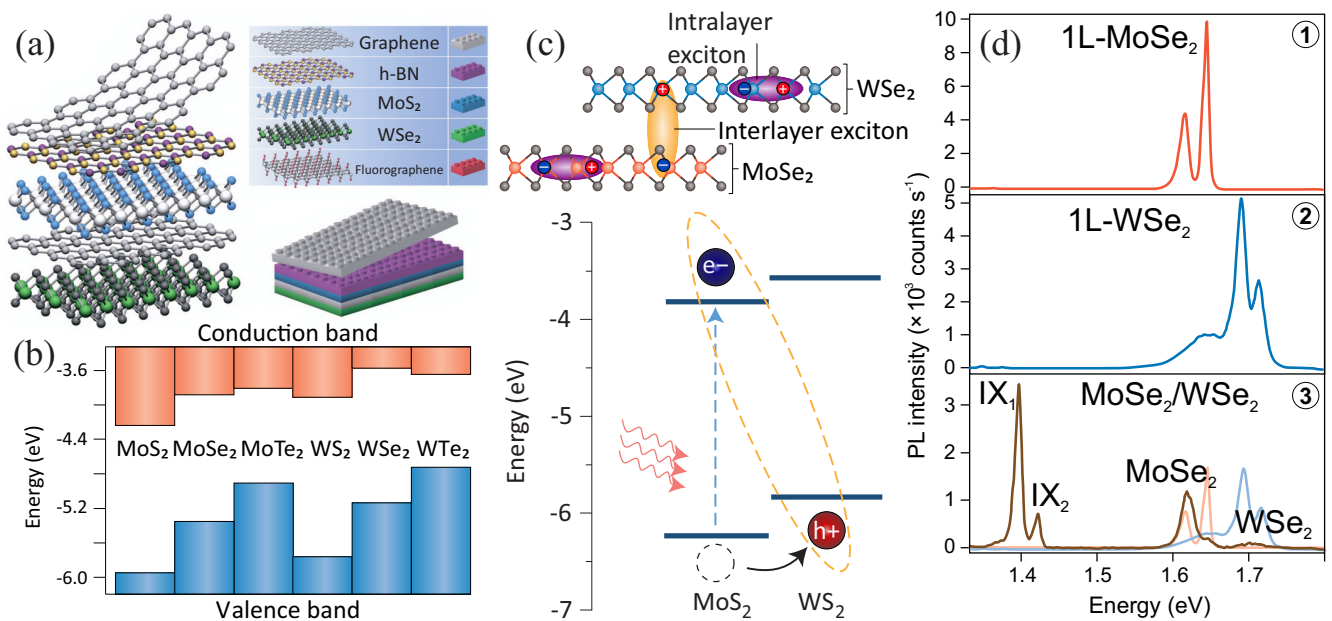 (a)
Graphene
h-BN
MoS₂
WSe₂
Fluorographene
(b)
Conduction band
Energy (eV)
-3.6
-4.4
-5.2
-6.0
MoS₂ MoSe₂ MoTe₂ WS₂ WSe₂ WTe₂
Valence band
(c)
Intralayer
exciton
− +
+
WSe₂
Interlayer exciton
− +
−
MoSe₂
Energy (eV)
-3
-4
-5
-6
-7
e−
h+
MoS₂ WS₂
(d)
PL intensity (× 10³ counts s⁻¹)
1L-MoSe₂
1
10
8
6
4
2
0
1L-WSe₂
2
5
4
3
2
1
0
IX₁
MoSe₂/WSe₂
3
IX₂
MoSe₂
WSe₂
3
2
1
0
1.4 1.5 1.6 1.7
Energy (eV)